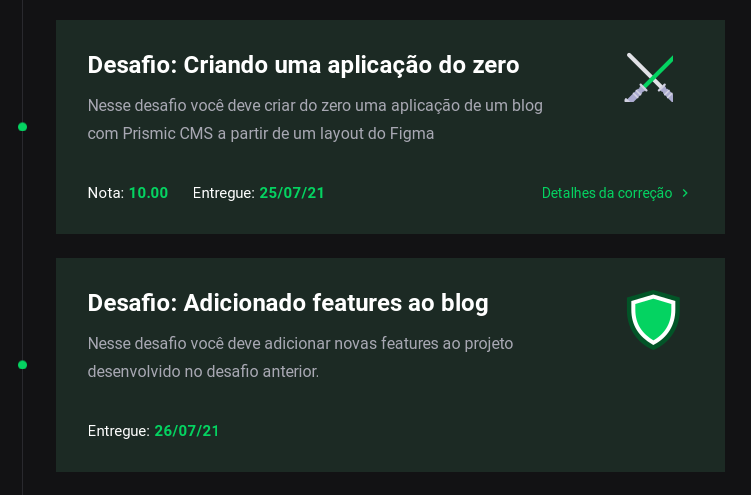 Desafio: Criando uma aplicação do zero
Nesse desafio você deve criar do zero uma aplicação de um blog
com Prismic CMS a partir de um layout do Figma
Nota: 10.00 Entregue: 25/07/21 Detalhes da correção
Desafio: Adicionado features ao blog
Nesse desafio você deve adicionar novas features ao projeto
desenvolvido no desafio anterior.
Entregue: 26/07/21